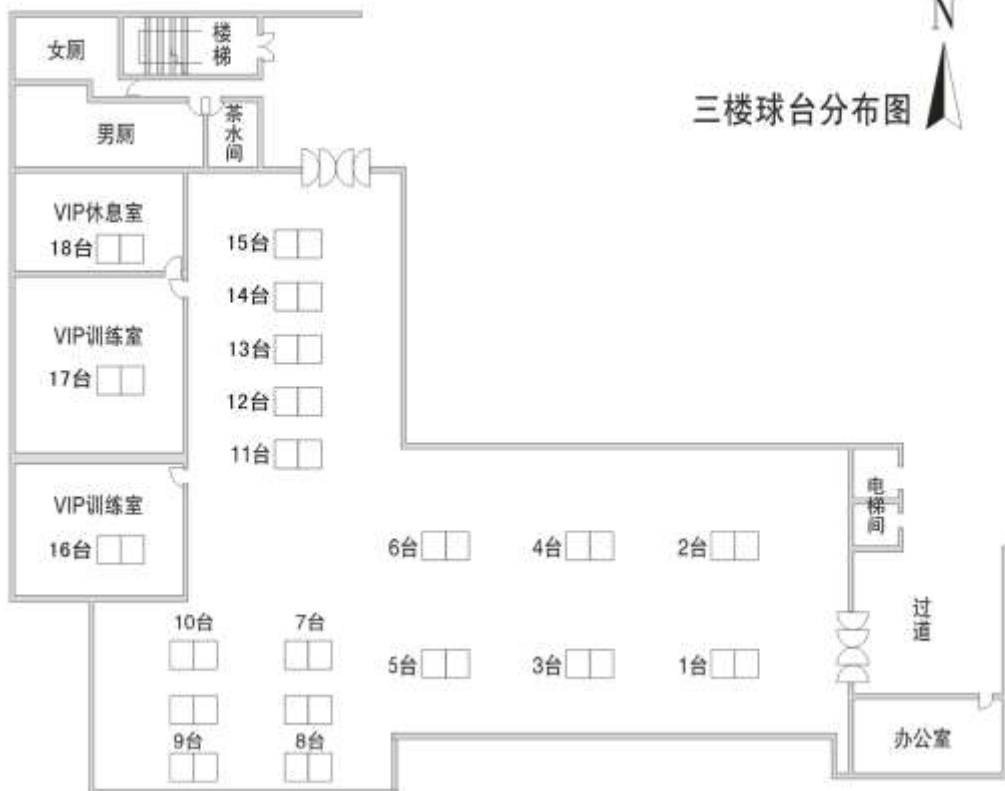 N
三楼球台分布图
女厕
楼梯
男厕
茶水间
VIP休息室
18台
15台
14台
VIP训练室
13台
17台
12台
11台
VIP训练室
电梯间
16台
6台
4台
2台
10台
7台
过道
5台
3台
1台
9台
8台
办公室